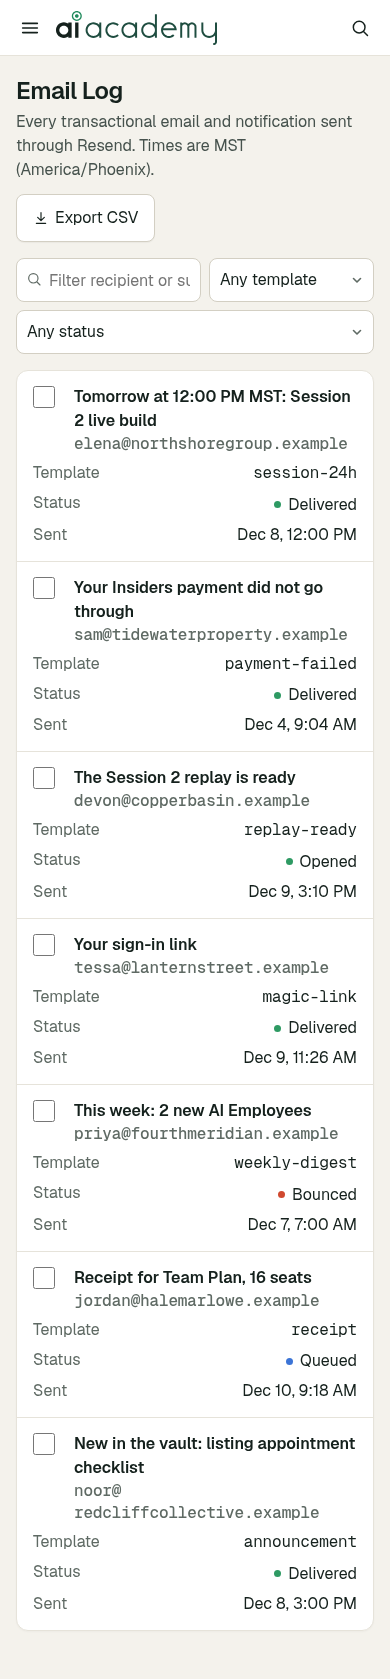 ai academy
Email Log
Every transactional email and notification sent
through Resend. Times are MST
(America/Phoenix).
Export CSV
Filter recipient or su
Any template
Any status
Tomorrow at 12:00 PM MST: Session
2 live build
elena@northshoregroup.example
Template session-24h
Status Delivered
Sent Dec 8, 12:00 PM
Your Insiders payment did not go
through
sam@tidewaterproperty.example
Template payment-failed
Status Delivered
Sent Dec 4, 9:04 AM
The Session 2 replay is ready
devon@copperbasin.example
Template replay-ready
Status Opened
Sent Dec 9, 3:10 PM
Your sign-in link
tessa@lanternstreet.example
Template magic-link
Status Delivered
Sent Dec 9, 11:26 AM
This week: 2 new AI Employees
priya@fourthmeridian.example
Template weekly-digest
Status Bounced
Sent Dec 7, 7:00 AM
Receipt for Team Plan, 16 seats
jordan@halemarlowe.example
Template receipt
Status Queued
Sent Dec 10, 9:18 AM
New in the vault: listing appointment
checklist
noor@
redcliffcollective.example
Template announcement
Status Delivered
Sent Dec 8, 3:00 PM